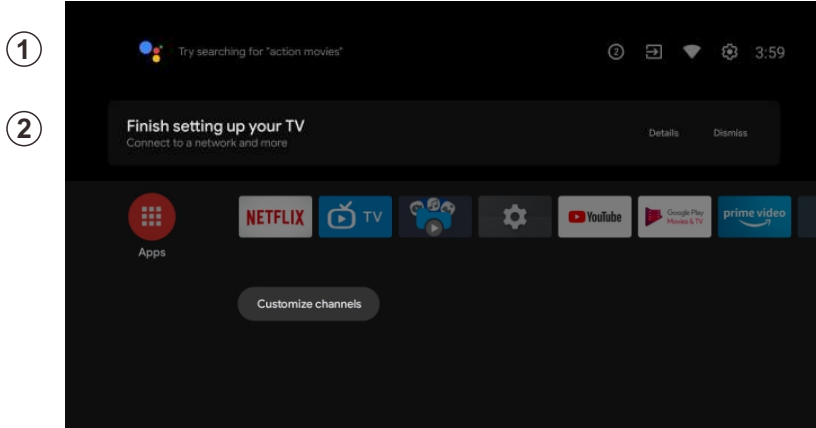 1
Try searching for "action movies"
2
3:59
2
Finish setting up your TV
Connect to a network and more
Details
Dismiss
NETFLIX
TV
YouTube
Google Play
Movies & TV
prime video
Apps
Customize channels